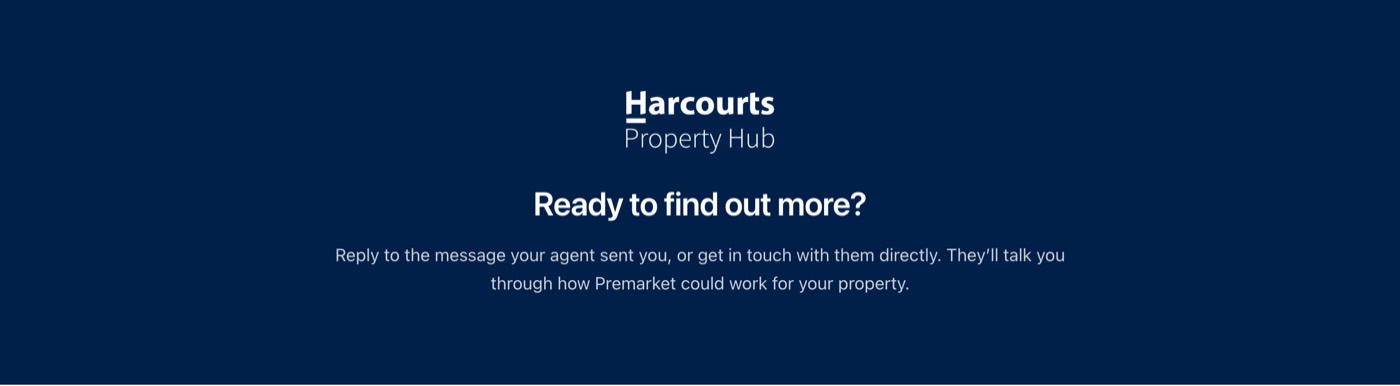 Harcourts
Property Hub
Ready to find out more?
Reply to the message your agent sent you, or get in touch with them directly. They’ll talk you
through how Premarket could work for your property.